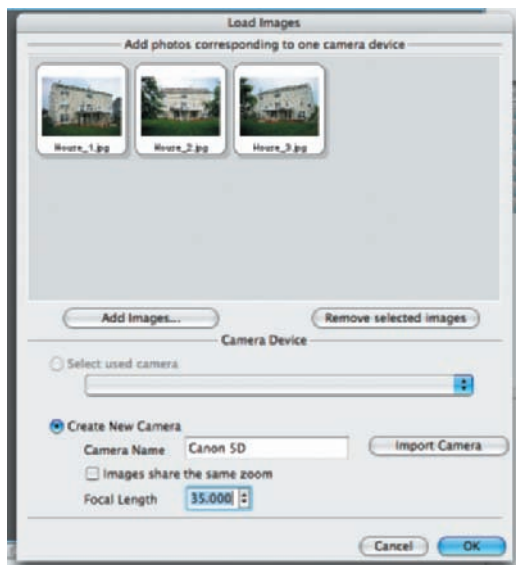 Load Images
Add photos corresponding to one camera device
House_1.jpg House_2.jpg House_3.jpg
Add Images... Remove selected images
Camera Device
Select used camera
Create New Camera
Camera Name Canon 5D Import Camera
Images share the same zoom
Focal Length 35.000
Cancel OK